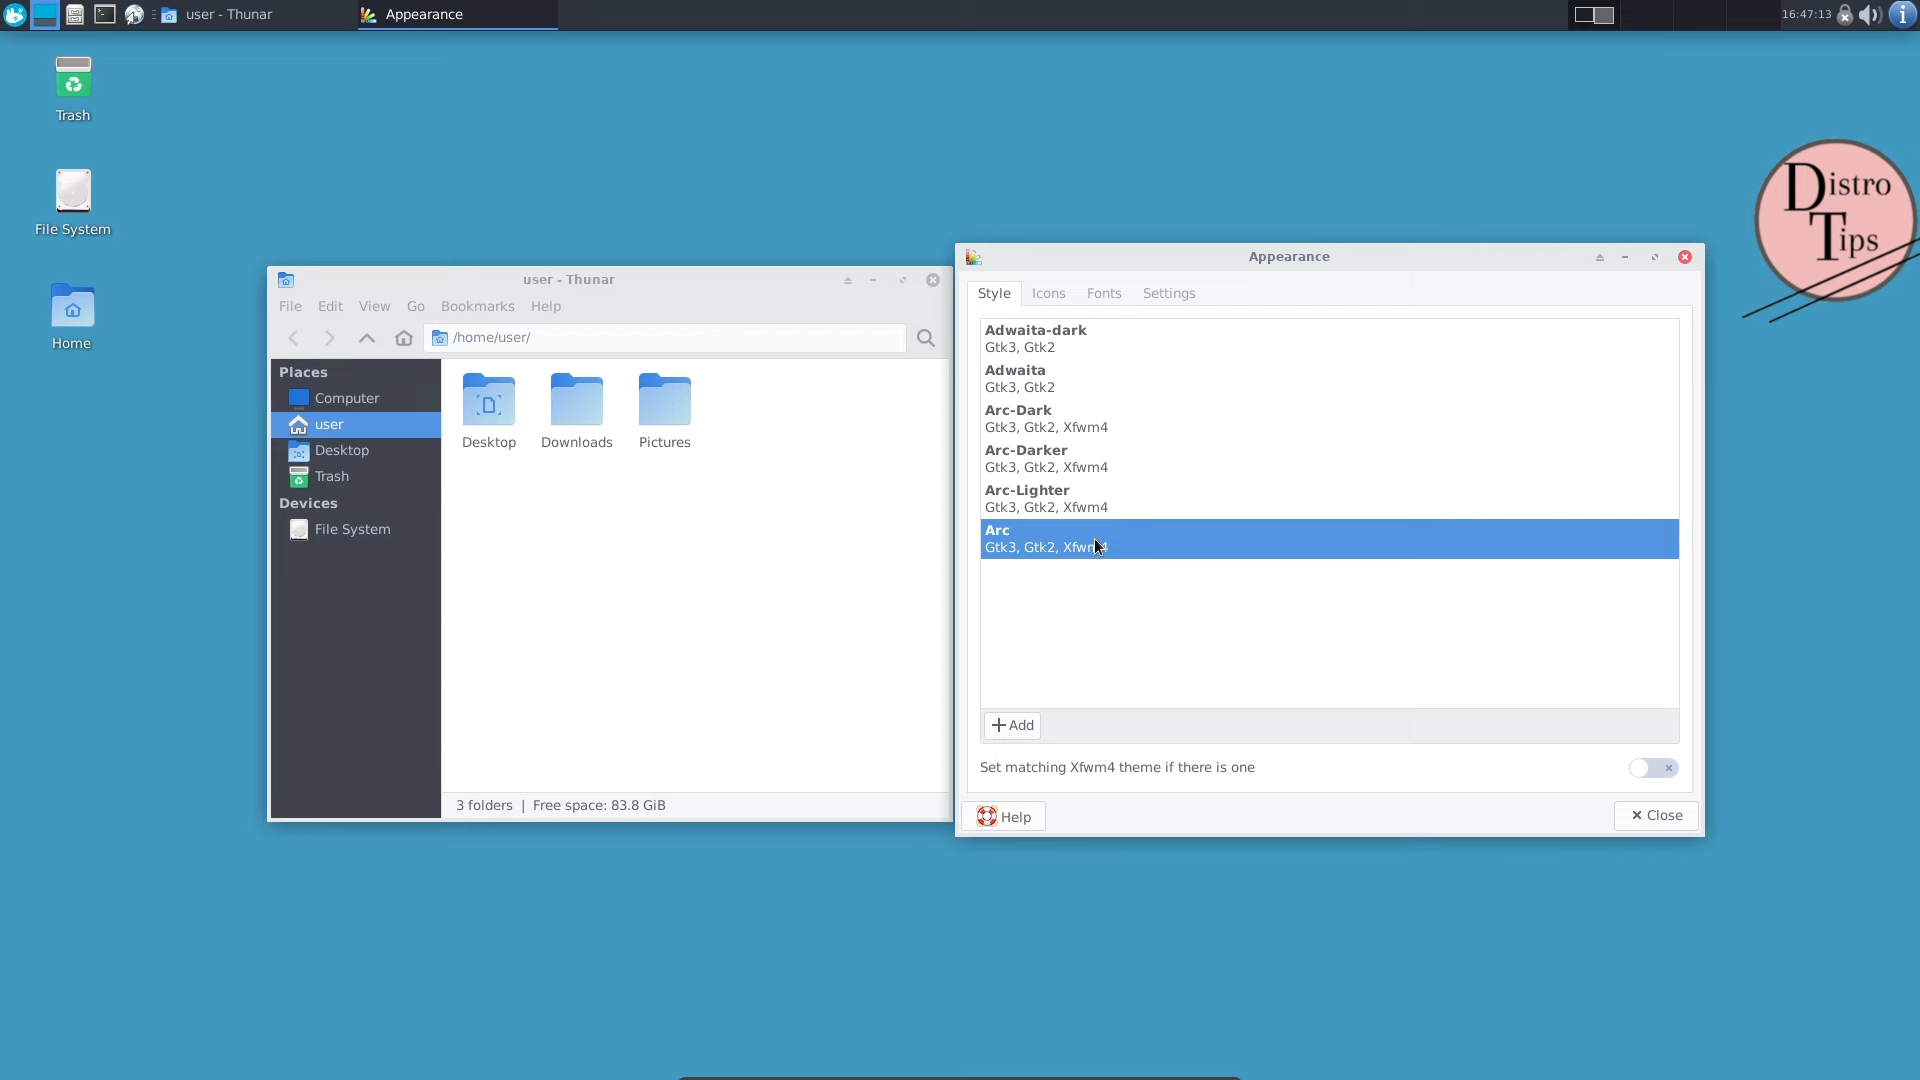 user - Thunar
Appearance
16:47:13
Trash
File System
Home
Distro
Tips
user - Thunar
File Edit View Go Bookmarks Help
/home/user/
Places
Computer
user
Desktop
Trash
Devices
File System
Desktop
Downloads
Pictures
3 folders | Free space: 83.8 GiB
Appearance
Style Icons Fonts Settings
Adwaita-dark
Gtk3, Gtk2
Adwaita
Gtk3, Gtk2
Arc-Dark
Gtk3, Gtk2, Xfwm4
Arc-Darker
Gtk3, Gtk2, Xfwm4
Arc-Lighter
Gtk3, Gtk2, Xfwm4
Arc
Gtk3, Gtk2, Xfwm4
Add
Set matching Xfwm4 theme if there is one
Help
Close